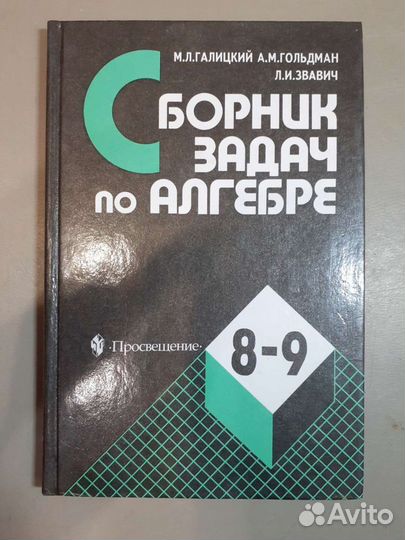 М.Л.ГАЛИЦКИЙ А.М.ГОЛЬДМАН
Л.И.ЗВАВИЧ
СБОРНИК
ЗАДАЧ
ПО АЛГЕБРЕ
·Просвещение·
8-9
Avito